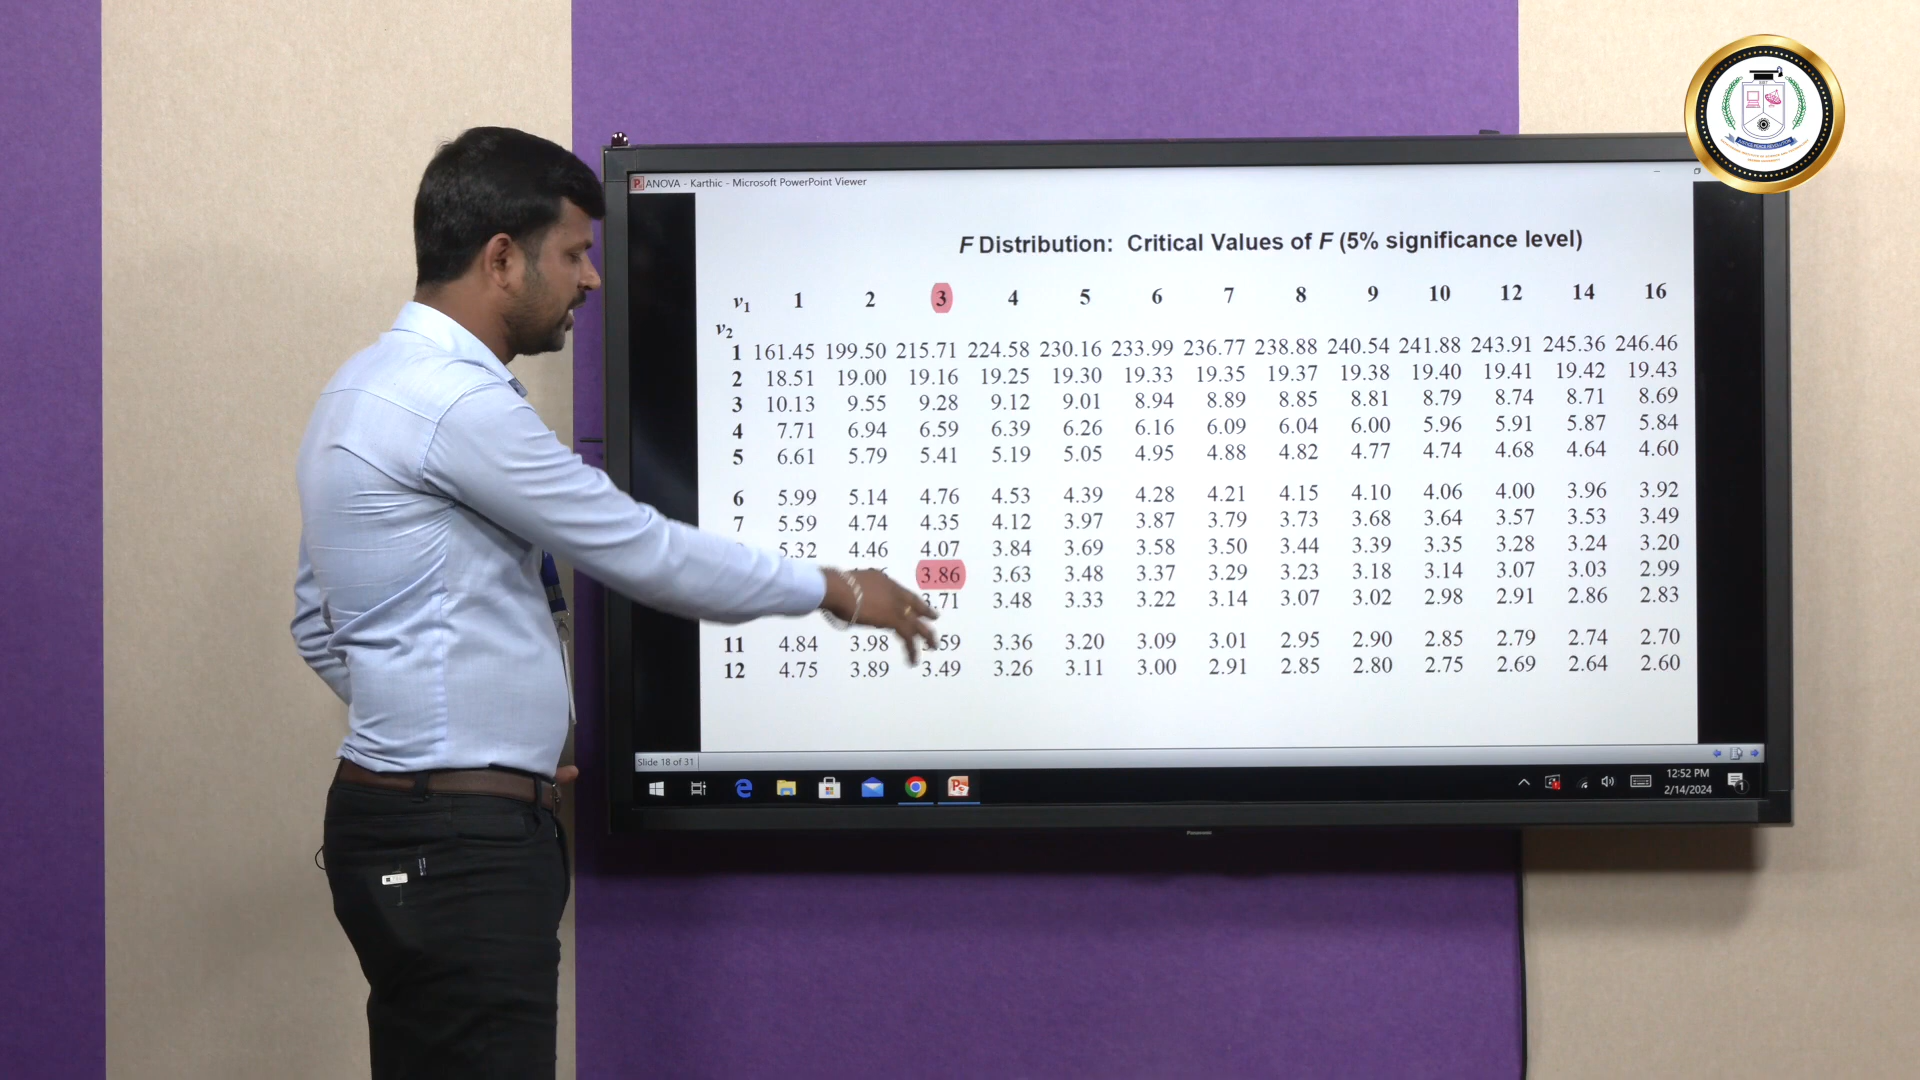 ANOVA - Karthic - Microsoft PowerPoint Viewer
F Distribution: Critical Values of F (5% significance level)
v1 1 2 3 4 5 6 7 8 9 10 12 14 16
v2
1 161.45 199.50 215.71 224.58 230.16 233.99 236.77 238.88 240.54 241.88 243.91 245.36 246.46
2 18.51 19.00 19.16 19.25 19.30 19.33 19.35 19.37 19.38 19.40 19.41 19.42 19.43
3 10.13 9.55 9.28 9.12 9.01 8.94 8.89 8.85 8.81 8.79 8.74 8.71 8.69
4 7.71 6.94 6.59 6.39 6.26 6.16 6.09 6.04 6.00 5.96 5.91 5.87 5.84
5 6.61 5.79 5.41 5.19 5.05 4.95 4.88 4.82 4.77 4.74 4.68 4.64 4.60
6 5.99 5.14 4.76 4.53 4.39 4.28 4.21 4.15 4.10 4.06 4.00 3.96 3.92
7 5.59 4.74 4.35 4.12 3.97 3.87 3.79 3.73 3.68 3.64 3.57 3.53 3.49
5.32 4.46 4.07 3.84 3.69 3.58 3.50 3.44 3.39 3.35 3.28 3.24 3.20
3.86 3.63 3.48 3.37 3.29 3.23 3.18 3.14 3.07 3.03 2.99
3.71 3.48 3.33 3.22 3.14 3.07 3.02 2.98 2.91 2.86 2.83
11 4.84 3.98 3.59 3.36 3.20 3.09 3.01 2.95 2.90 2.85 2.79 2.74 2.70
12 4.75 3.89 3.49 3.26 3.11 3.00 2.91 2.85 2.80 2.75 2.69 2.64 2.60
Slide 18 of 31
12:52 PM
2/14/2024
Panasonic
JUSTICE PEACE REVOLUTION